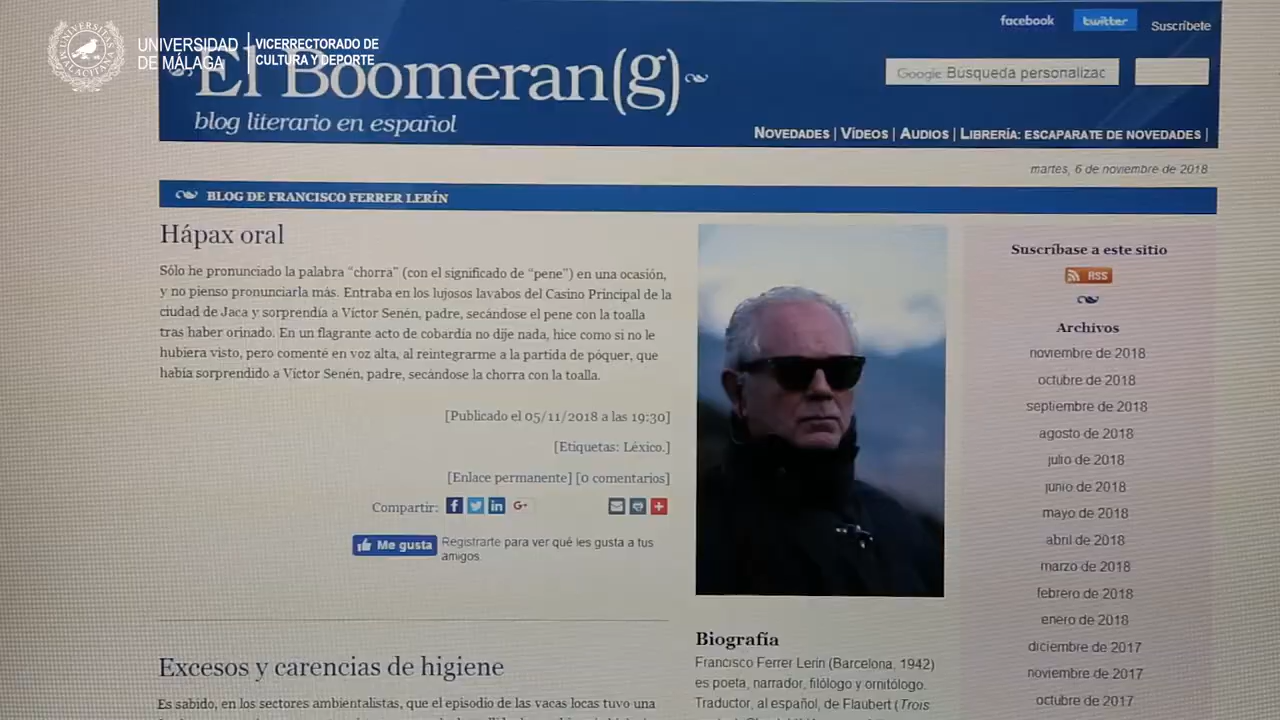 UNIVERSITAS MALACITANA
UNIVERSIDAD
DE MÁLAGA
VICERRECTORADO DE
CULTURA Y DEPORTE
facebook
twitter
Suscríbete
El Boomeran(g)
Google Búsqueda personalizac
blog literario en español
NOVEDADES | VÍDEOS | AUDIOS | LIBRERÍA: ESCAPARATE DE NOVEDADES |
martes, 6 de noviembre de 2018
BLOG DE FRANCISCO FERRER LERÍN
Hápax oral
Sólo he pronunciado la palabra “chorra” (con el significado de “pene”) en una ocasión,
y no pienso pronunciarla más. Entraba en los lujosos lavabos del Casino Principal de la
ciudad de Jaca y sorprendía a Víctor Senén, padre, secándose el pene con la toalla
tras haber orinado. En un flagrante acto de cobardía no dije nada, hice como si no le
hubiera visto, pero comenté en voz alta, al reintegrarme a la partida de póquer, que
había sorprendido a Víctor Senén, padre, secándose la chorra con la toalla.
[Publicado el 05/11/2018 a las 19:30]
[Etiquetas: Léxico.]
[Enlace permanente] [0 comentarios]
Compartir:
Me gusta
Registrarte para ver qué les gusta a tus
amigos.
Excesos y carencias de higiene
Es sabido, en los sectores ambientalistas, que el episodio de las vacas locas tuvo una
Biografía
Francisco Ferrer Lerín (Barcelona, 1942)
es poeta, narrador, filólogo y ornitólogo.
Traductor, al español, de Flaubert (Trois
Suscríbase a este sitio
RSS
Archivos
noviembre de 2018
octubre de 2018
septiembre de 2018
agosto de 2018
julio de 2018
junio de 2018
mayo de 2018
abril de 2018
marzo de 2018
febrero de 2018
enero de 2018
diciembre de 2017
noviembre de 2017
octubre de 2017